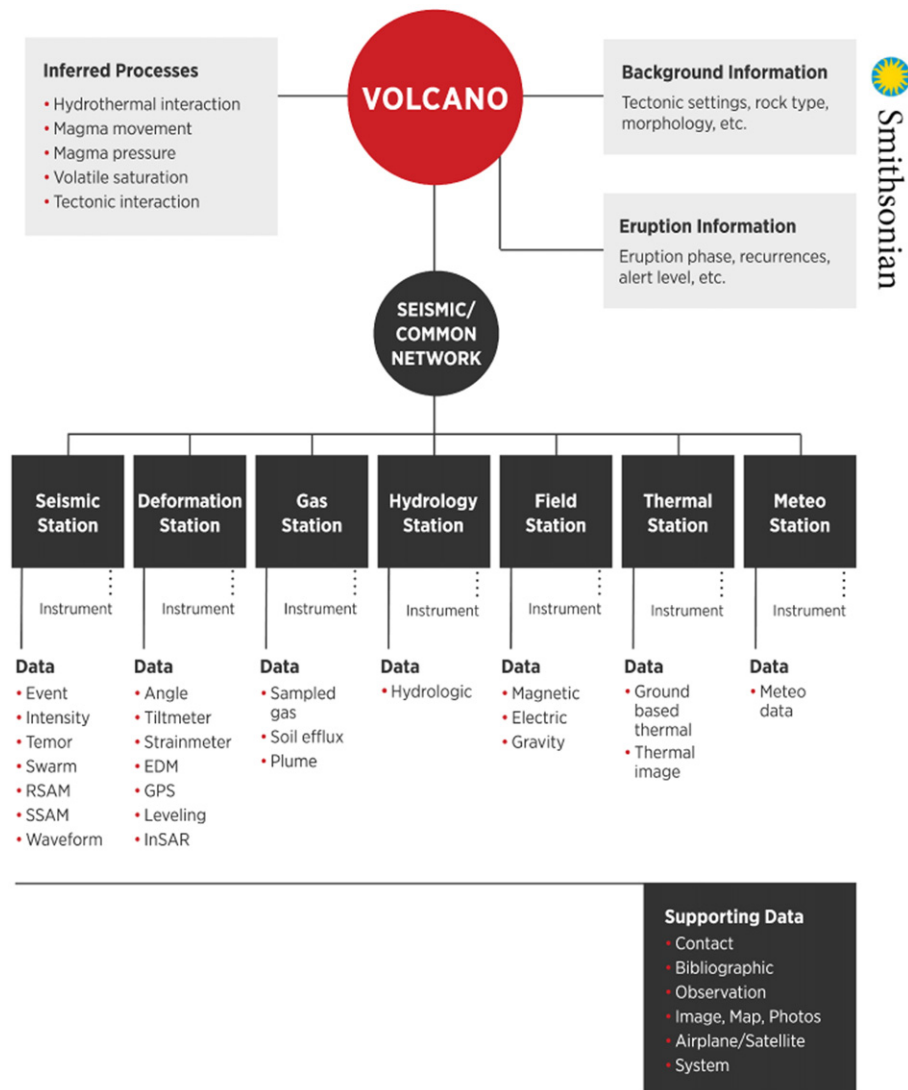 Inferred Processes
• Hydrothermal interaction
• Magma movement
• Magma pressure
• Volatile saturation
• Tectonic interaction
VOLCANO
Background Information
Tectonic settings, rock type,
morphology, etc.
Eruption Information
Eruption phase, recurrences,
alert level, etc.
Smithsonian
SEISMIC/
COMMON
NETWORK
Seismic
Station
Instrument
Data
• Event
• Intensity
• Temor
• Swarm
• RSAM
• SSAM
• Waveform
Deformation
Station
Instrument
Data
• Angle
• Tiltmeter
• Strainmeter
• EDM
• GPS
• Leveling
• InSAR
Gas
Station
Instrument
Data
• Sampled
gas
• Soil efflux
• Plume
Hydrology
Station
Instrument
Data
• Hydrologic
Field
Station
Instrument
Data
• Magnetic
• Electric
• Gravity
Thermal
Station
Instrument
Data
• Ground
based
thermal
• Thermal
image
Meteo
Station
Instrument
Data
• Meteo
data
Supporting Data
• Contact
• Bibliographic
• Observation
• Image, Map, Photos
• Airplane/Satellite
• System